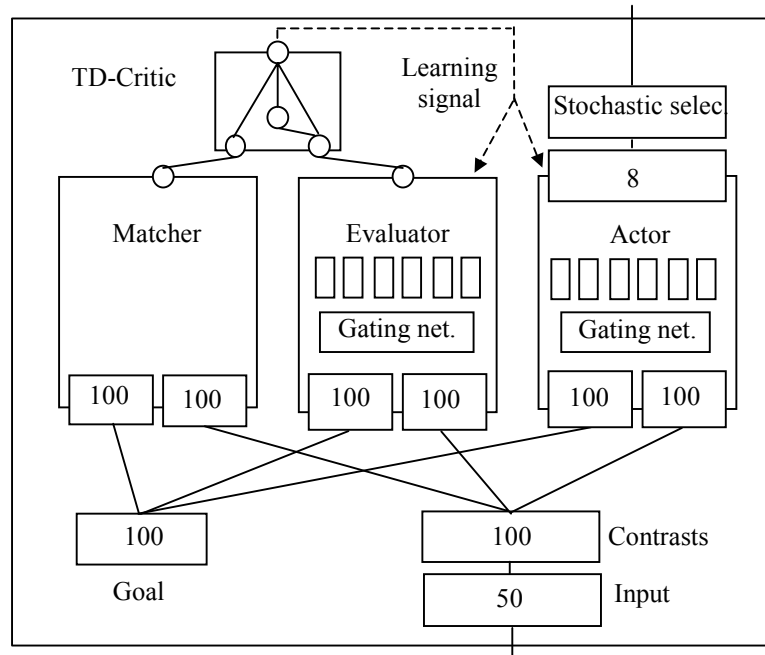 TD-Critic
Learning
signal
Stochastic selec.
8
Matcher
Evaluator
Actor
Gating net.
Gating net.
100
100
100
100
100
100
100
Goal
100
Contrasts
50
Input